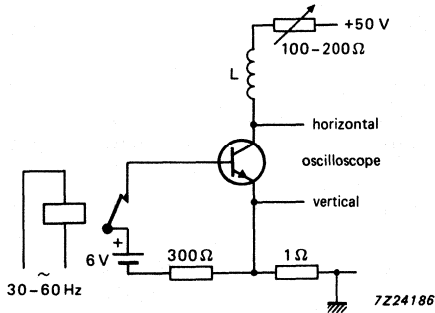 +50 V
100–200Ω
L
horizontal
oscilloscope
vertical
+
6 V
300Ω
1Ω
~
30–60 Hz
7Z24186